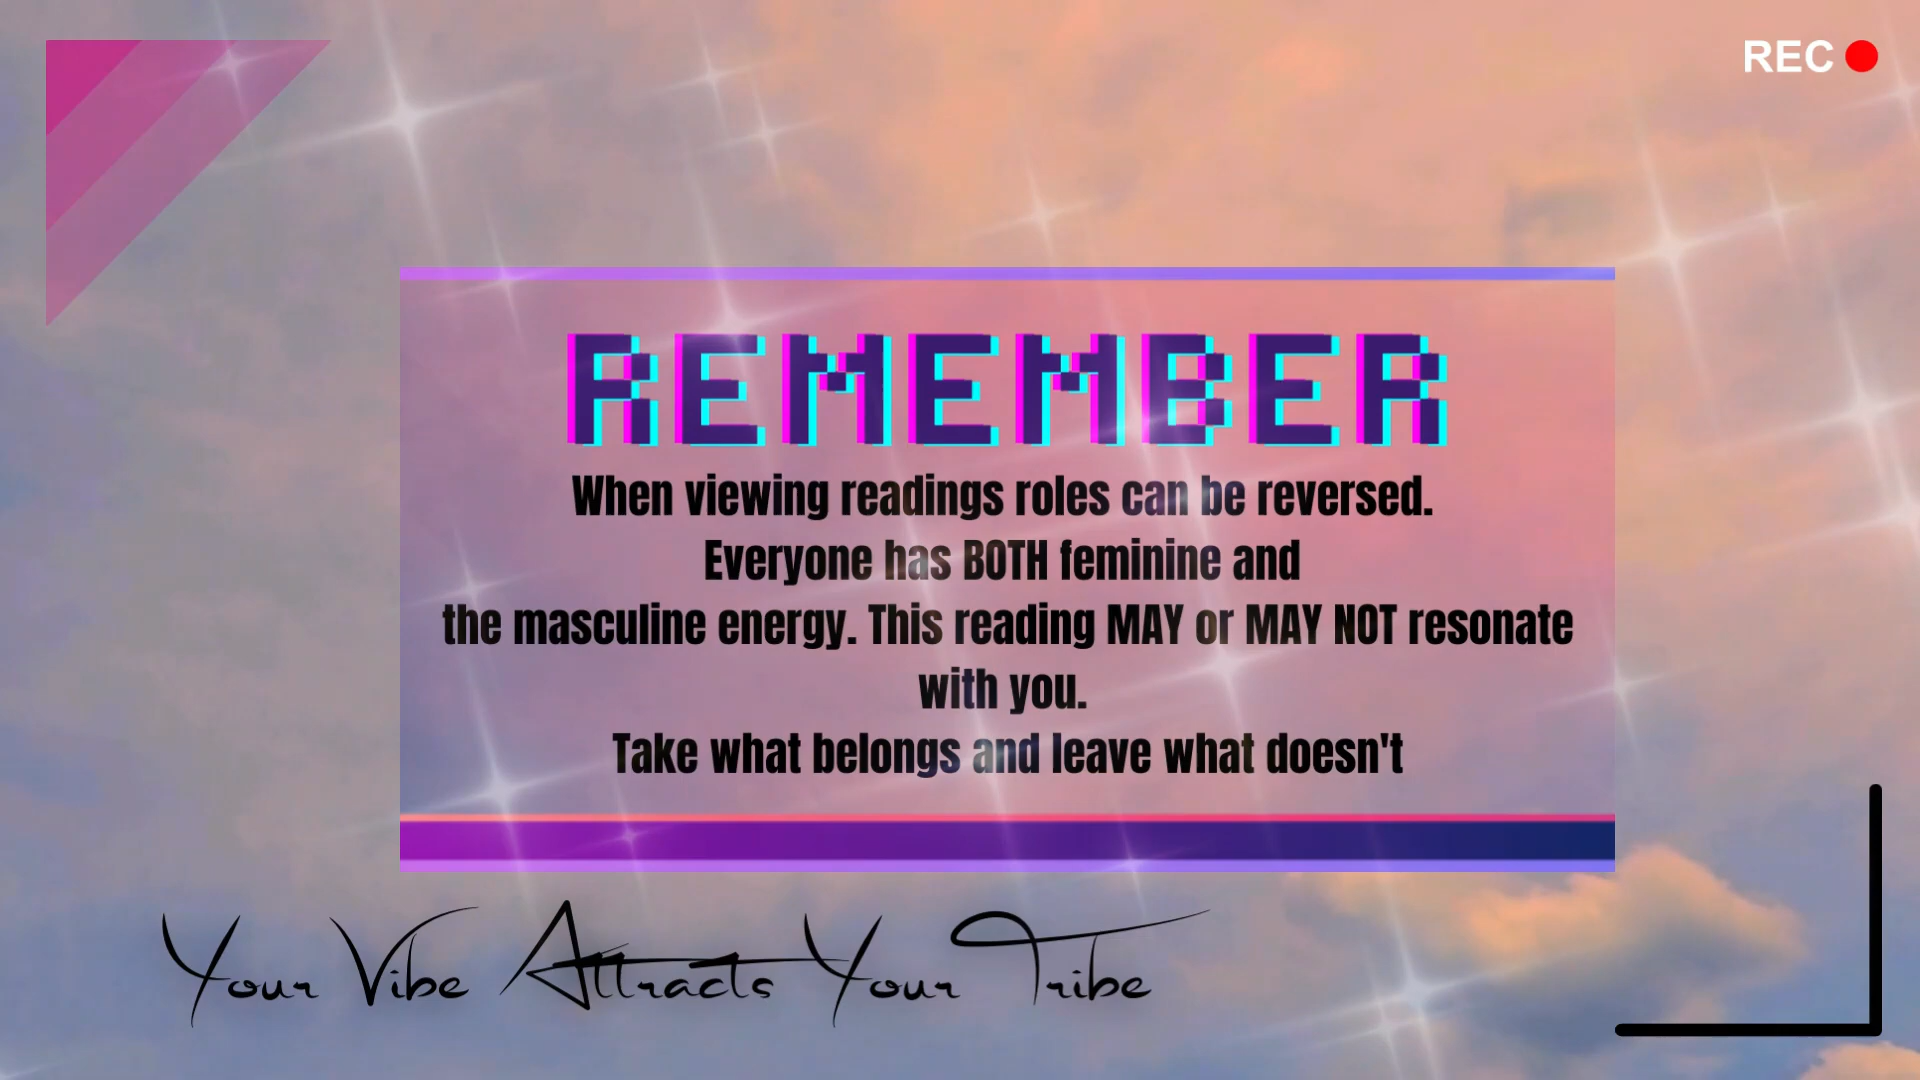 REC
REMEMBER
When viewing readings roles can be reversed.
Everyone has BOTH feminine and
the masculine energy. This reading MAY or MAY NOT resonate
with you.
Take what belongs and leave what doesn't
Your Vibe Attracts Your Tribe